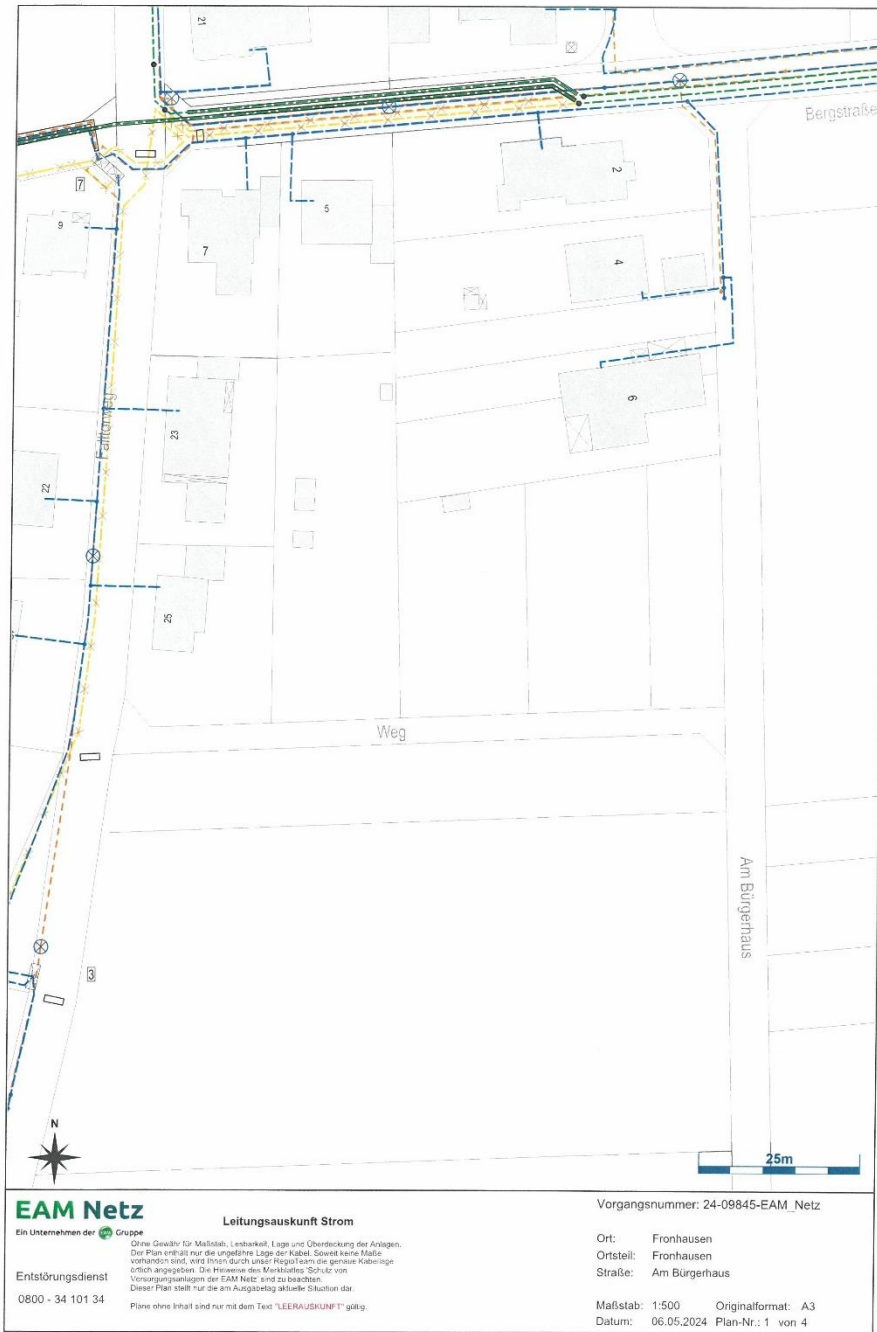 21
Bergstraße
2
7
9
5
7
4
6
23
Falltorweg
22
25
Weg
Am Bürgerhaus
3
N
25m
EAM Netz
Ein Unternehmen der EAM Gruppe
Entstörungsdienst
0800 - 34 101 34
Leitungsauskunft Strom
Ohne Gewähr für Maßstab, Lesbarkeit, Lage und Überdeckung der Anlagen.
Der Plan enthält nur die ungefähre Lage der Kabel. Soweit keine Maße
vorhanden sind, wird Ihnen durch unser RegioTeam die genaue Kabellage
örtlich angegeben. Die Hinweise des Merkblattes "Schutz von
Versorgungsanlagen der EAM Netz" sind zu beachten.
Dieser Plan stellt nur die am Ausgabetag aktuelle Situation dar.
Pläne ohne Inhalt sind nur mit dem Text "LEERAUSKUNFT" gültig.
Vorgangsnummer: 24-09845-EAM_Netz
Ort: Fronhausen
Ortsteil: Fronhausen
Straße: Am Bürgerhaus
Maßstab: 1:500 Originalformat: A3
Datum: 06.05.2024 Plan-Nr.: 1 von 4